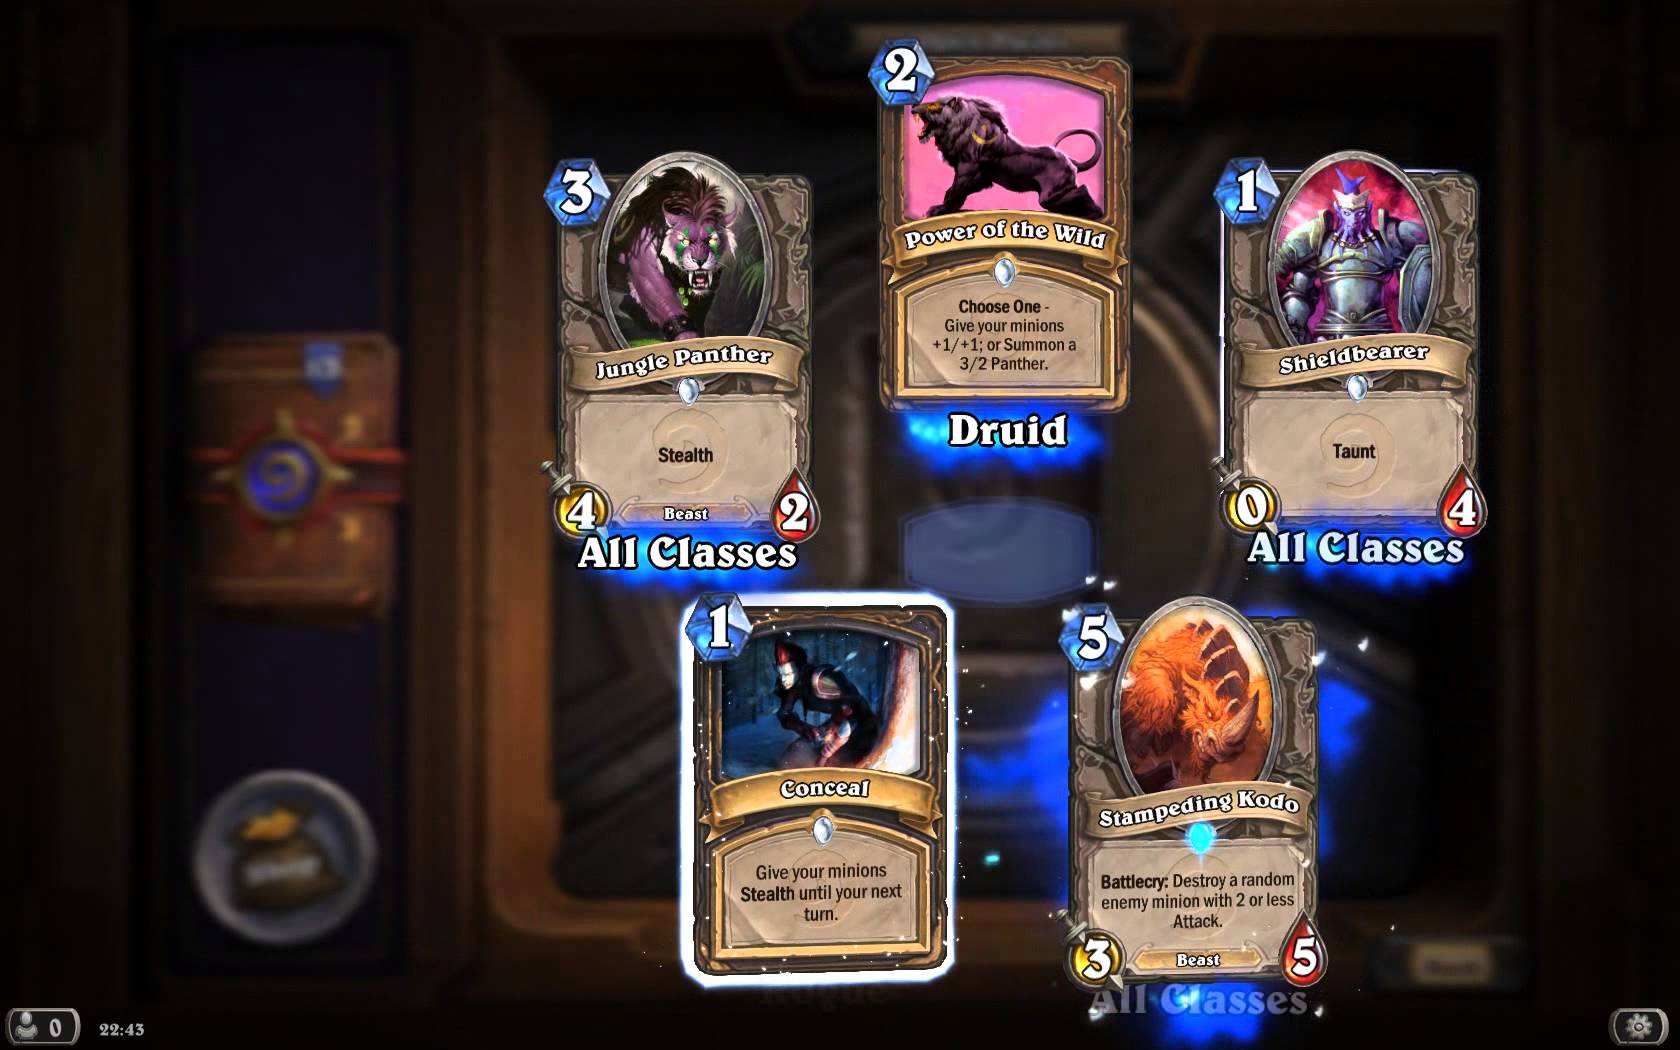 2
Power of the Wild
Choose One -
Give your minions
+1/+1; or Summon a
3/2 Panther.
Druid
3
Jungle Panther
Stealth
4
Beast
2
All Classes
1
Shieldbearer
Taunt
0
4
All Classes
1
Conceal
Give your minions
Stealth until your next
turn.
Rogue
5
Stampeding Kodo
Battlecry: Destroy a random
enemy minion with 2 or less
Attack.
3
Beast
5
All Classes
0
22:43